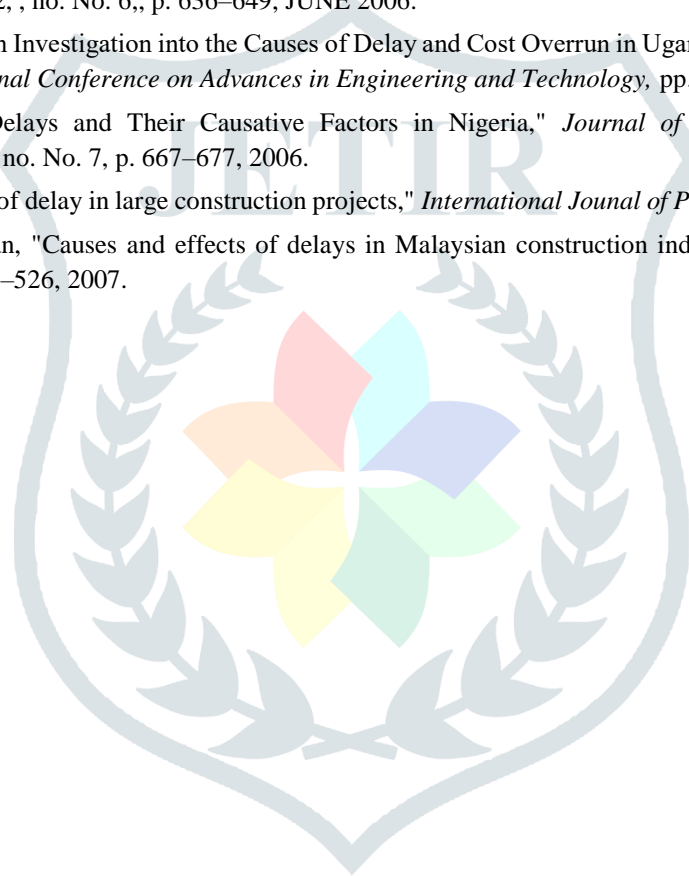 2, , no. No. 6,, p. 636–649, JUNE 2006.
n Investigation into the Causes of Delay and Cost Overrun in Ugan
nal Conference on Advances in Engineering and Technology, pp.
Delays and Their Causative Factors in Nigeria," Journal of
no. No. 7, p. 667–677, 2006.
of delay in large construction projects," International Jounal of P
an, "Causes and effects of delays in Malaysian construction ind
–526, 2007.
JETIR